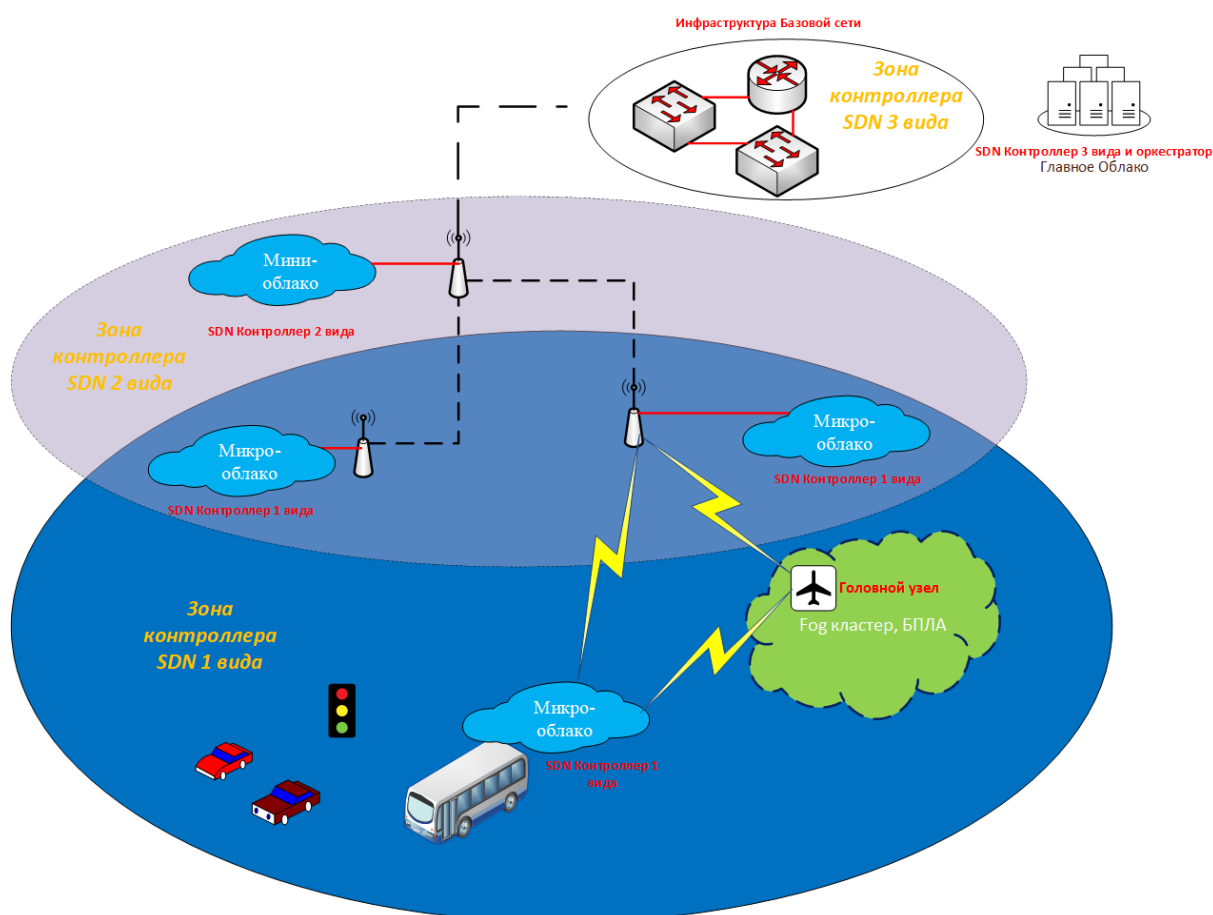 Инфраструктура Базовой сети
Зона
контроллера
SDN 3 вида
SDN Контроллер 3 вида и оркестратор
Главное Облако
Мини-
облако
SDN Контроллер 2 вида
Зона
контроллера
SDN 2 вида
Микро-
облако
SDN Контроллер 1 вида
Микро-
облако
SDN Контроллер 1 вида
Головной узел
Fog кластер, БПЛА
Зона
контроллера
SDN 1 вида
Микро-
облако
SDN Контроллер 1
вида